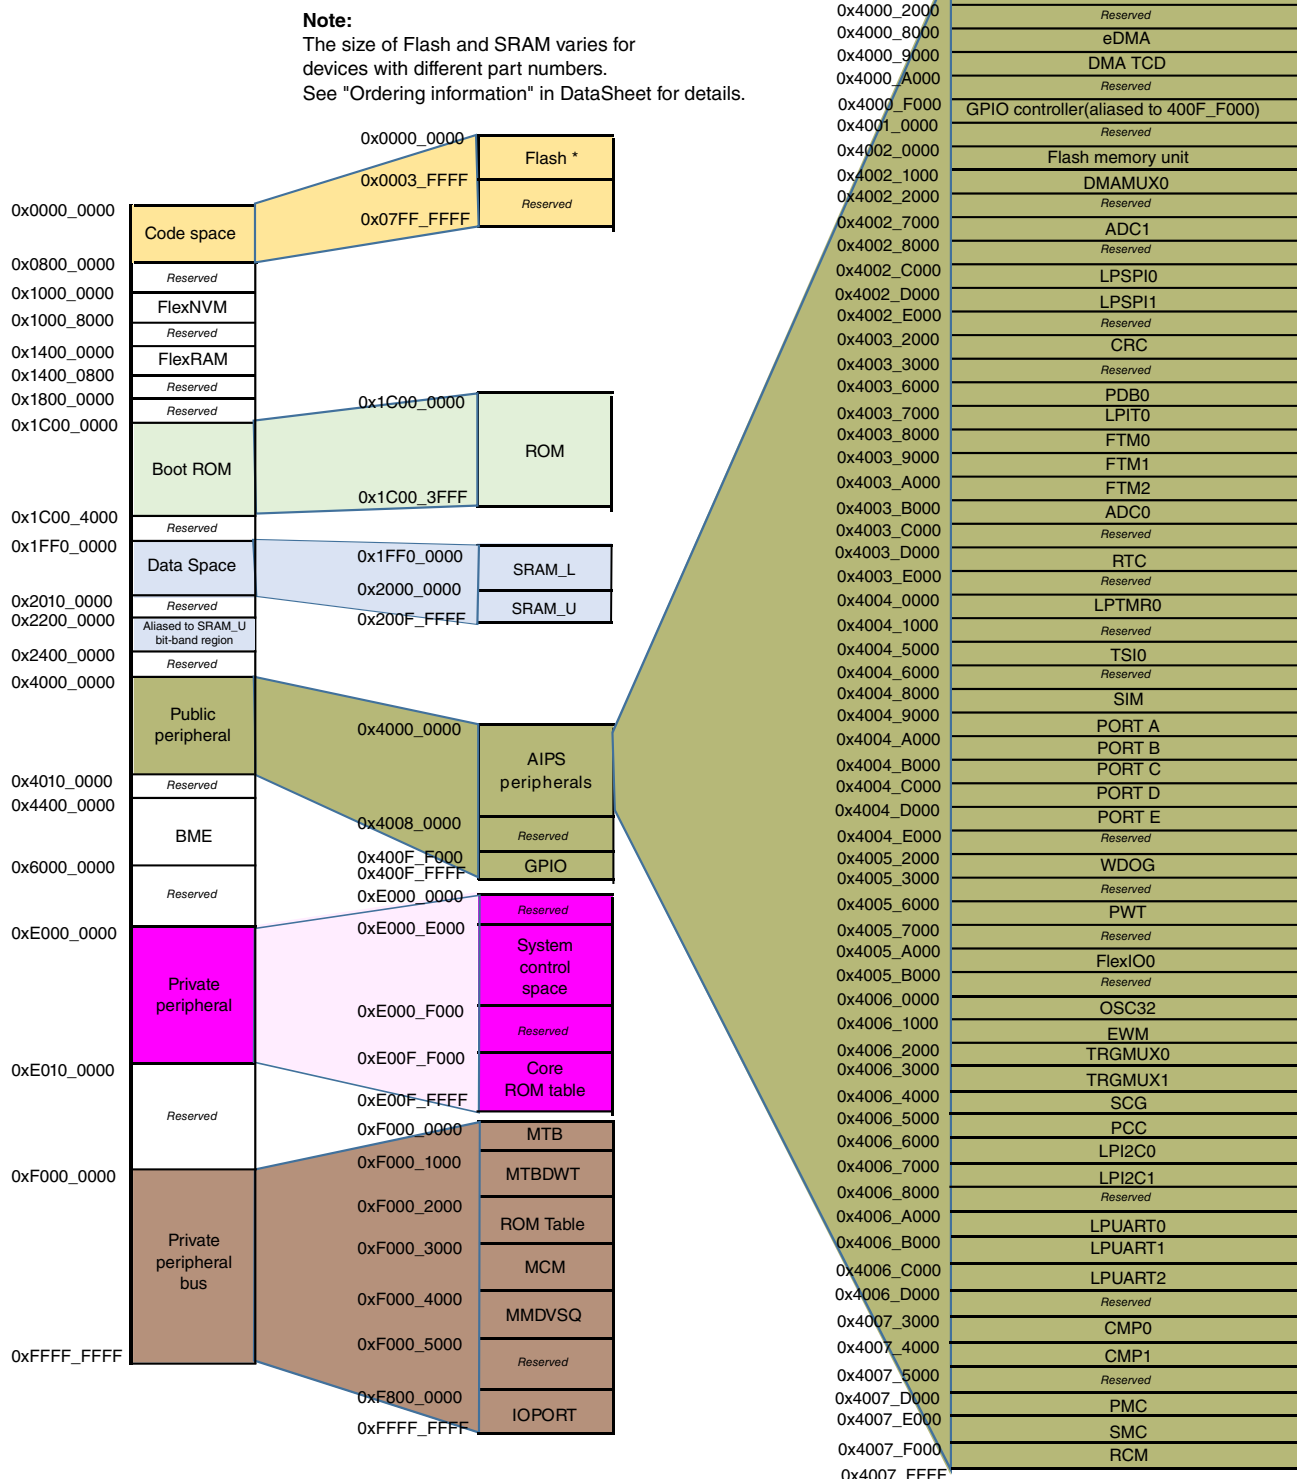 Note:
The size of Flash and SRAM varies for
devices with different part numbers.
See "Ordering information" in DataSheet for details.
0x0000_0000
Code space
0x0800_0000
Reserved
0x1000_0000
FlexNVM
0x1000_8000
Reserved
0x1400_0000
FlexRAM
0x1400_0800
Reserved
0x1800_0000
Reserved
0x1C00_0000
Boot ROM
0x1C00_4000
Reserved
0x1FF0_0000
Data Space
0x2010_0000
Reserved
0x2200_0000
Aliased to SRAM_U
bit-band region
0x2400_0000
Reserved
0x4000_0000
Public
peripheral
0x4010_0000
Reserved
0x4400_0000
BME
0x6000_0000
Reserved
0xE000_0000
Private
peripheral
0xE010_0000
Reserved
0xF000_0000
Private
peripheral
bus
0xFFFF_FFFF
0x0000_0000
Flash *
0x0003_FFFF
Reserved
0x07FF_FFFF
0x1C00_0000
ROM
0x1C00_3FFF
0x1FF0_0000
SRAM_L
0x2000_0000
SRAM_U
0x200F_FFFF
0x4000_0000
AIPS
peripherals
0x4008_0000
Reserved
0x400F_F000
GPIO
0x400F_FFFF
0xE000_0000
Reserved
0xE000_E000
System
control
space
0xE000_F000
Reserved
0xE00F_F000
Core
ROM table
0xE00F_FFFF
0xF000_0000
MTB
0xF000_1000
MTBDWT
0xF000_2000
ROM Table
0xF000_3000
MCM
0xF000_4000
MMDVSQ
0xF000_5000
Reserved
0xF800_0000
IOPORT
0xFFFF_FFFF
0x4000_2000
Reserved
0x4000_8000
eDMA
0x4000_9000
DMA TCD
0x4000_A000
Reserved
0x4000_F000
GPIO controller(aliased to 400F_F000)
0x4001_0000
Reserved
0x4002_0000
Flash memory unit
0x4002_1000
DMAMUX0
0x4002_2000
Reserved
0x4002_7000
ADC1
0x4002_8000
Reserved
0x4002_C000
LPSPI0
0x4002_D000
LPSPI1
0x4002_E000
Reserved
0x4003_2000
CRC
0x4003_3000
Reserved
0x4003_6000
PDB0
0x4003_7000
LPIT0
0x4003_8000
FTM0
0x4003_9000
FTM1
0x4003_A000
FTM2
0x4003_B000
ADC0
0x4003_C000
Reserved
0x4003_D000
RTC
0x4003_E000
Reserved
0x4004_0000
LPTMR0
0x4004_1000
Reserved
0x4004_5000
TSI0
0x4004_6000
Reserved
0x4004_8000
SIM
0x4004_9000
PORT A
0x4004_A000
PORT B
0x4004_B000
PORT C
0x4004_C000
PORT D
0x4004_D000
PORT E
0x4004_E000
Reserved
0x4005_2000
WDOG
0x4005_3000
Reserved
0x4005_6000
PWT
0x4005_7000
Reserved
0x4005_A000
FlexIO0
0x4005_B000
Reserved
0x4006_0000
OSC32
0x4006_1000
EWM
0x4006_2000
TRGMUX0
0x4006_3000
TRGMUX1
0x4006_4000
SCG
0x4006_5000
PCC
0x4006_6000
LPI2C0
0x4006_7000
LPI2C1
0x4006_8000
Reserved
0x4006_A000
LPUART0
0x4006_B000
LPUART1
0x4006_C000
LPUART2
0x4006_D000
Reserved
0x4007_3000
CMP0
0x4007_4000
CMP1
0x4007_5000
Reserved
0x4007_D000
PMC
0x4007_E000
SMC
0x4007_F000
RCM
0x4007_FFFF